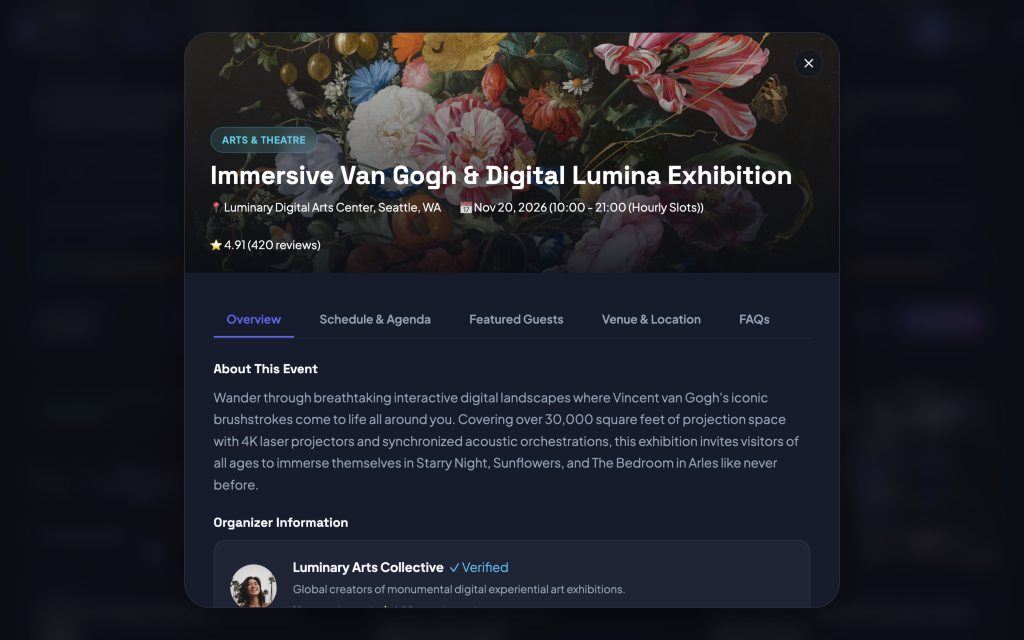 ARTS & THEATRE
Immersive Van Gogh & Digital Lumina Exhibition
📍 Luminary Digital Arts Center, Seattle, WA 📅 Nov 20, 2026 (10:00 - 21:00 (Hourly Slots))
⭐ 4.91 (420 reviews)
Overview Schedule & Agenda Featured Guests Venue & Location FAQs
About This Event
Wander through breathtaking interactive digital landscapes where Vincent van Gogh's iconic
brushstrokes come to life all around you. Covering over 30,000 square feet of projection space
with 4K laser projectors and synchronized acoustic orchestrations, this exhibition invites visitors of
all ages to immerse themselves in Starry Night, Sunflowers, and The Bedroom in Arles like never
before.
Organizer Information
Luminary Arts Collective ✓ Verified
Global creators of monumental digital experiential art exhibitions.